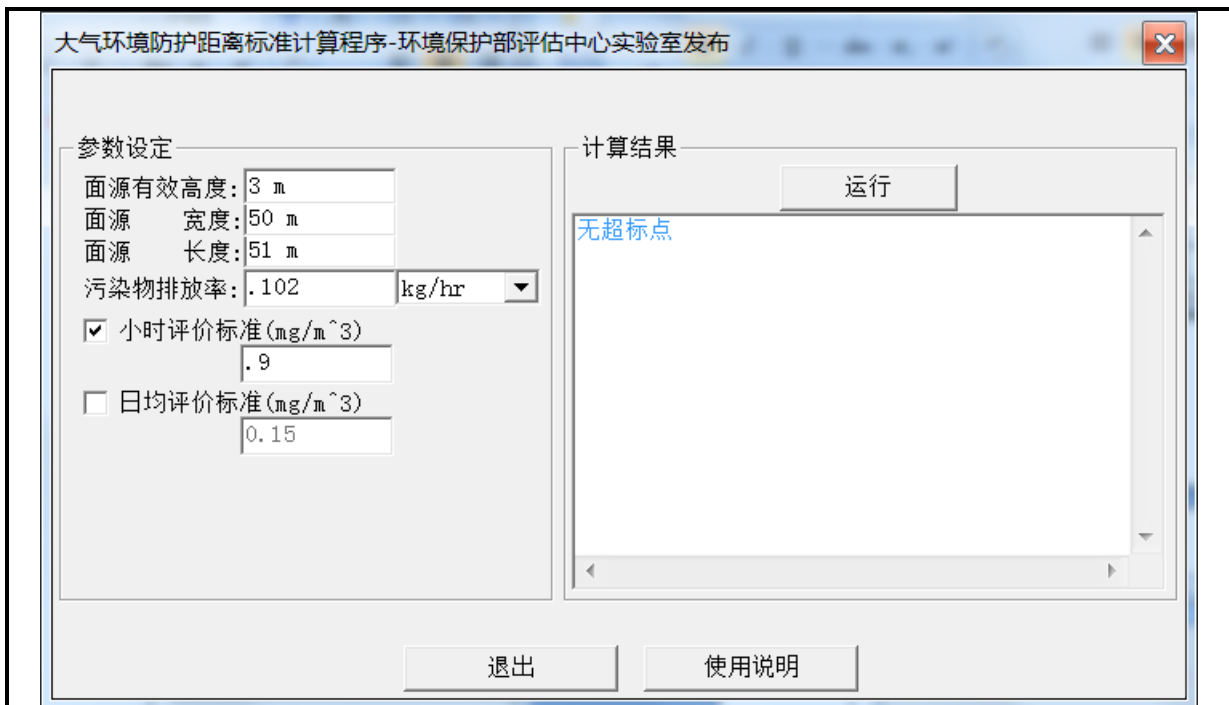 大气环境防护距离标准计算程序-环境保护部评估中心实验室发布
参数设定
面源有效高度: 3 m
面源 宽度: 50 m
面源 长度: 51 m
污染物排放率: .102 kg/hr
小时评价标准(mg/m^3)
.9
日均评价标准(mg/m^3)
0.15
计算结果
运行
无超标点
退出
使用说明